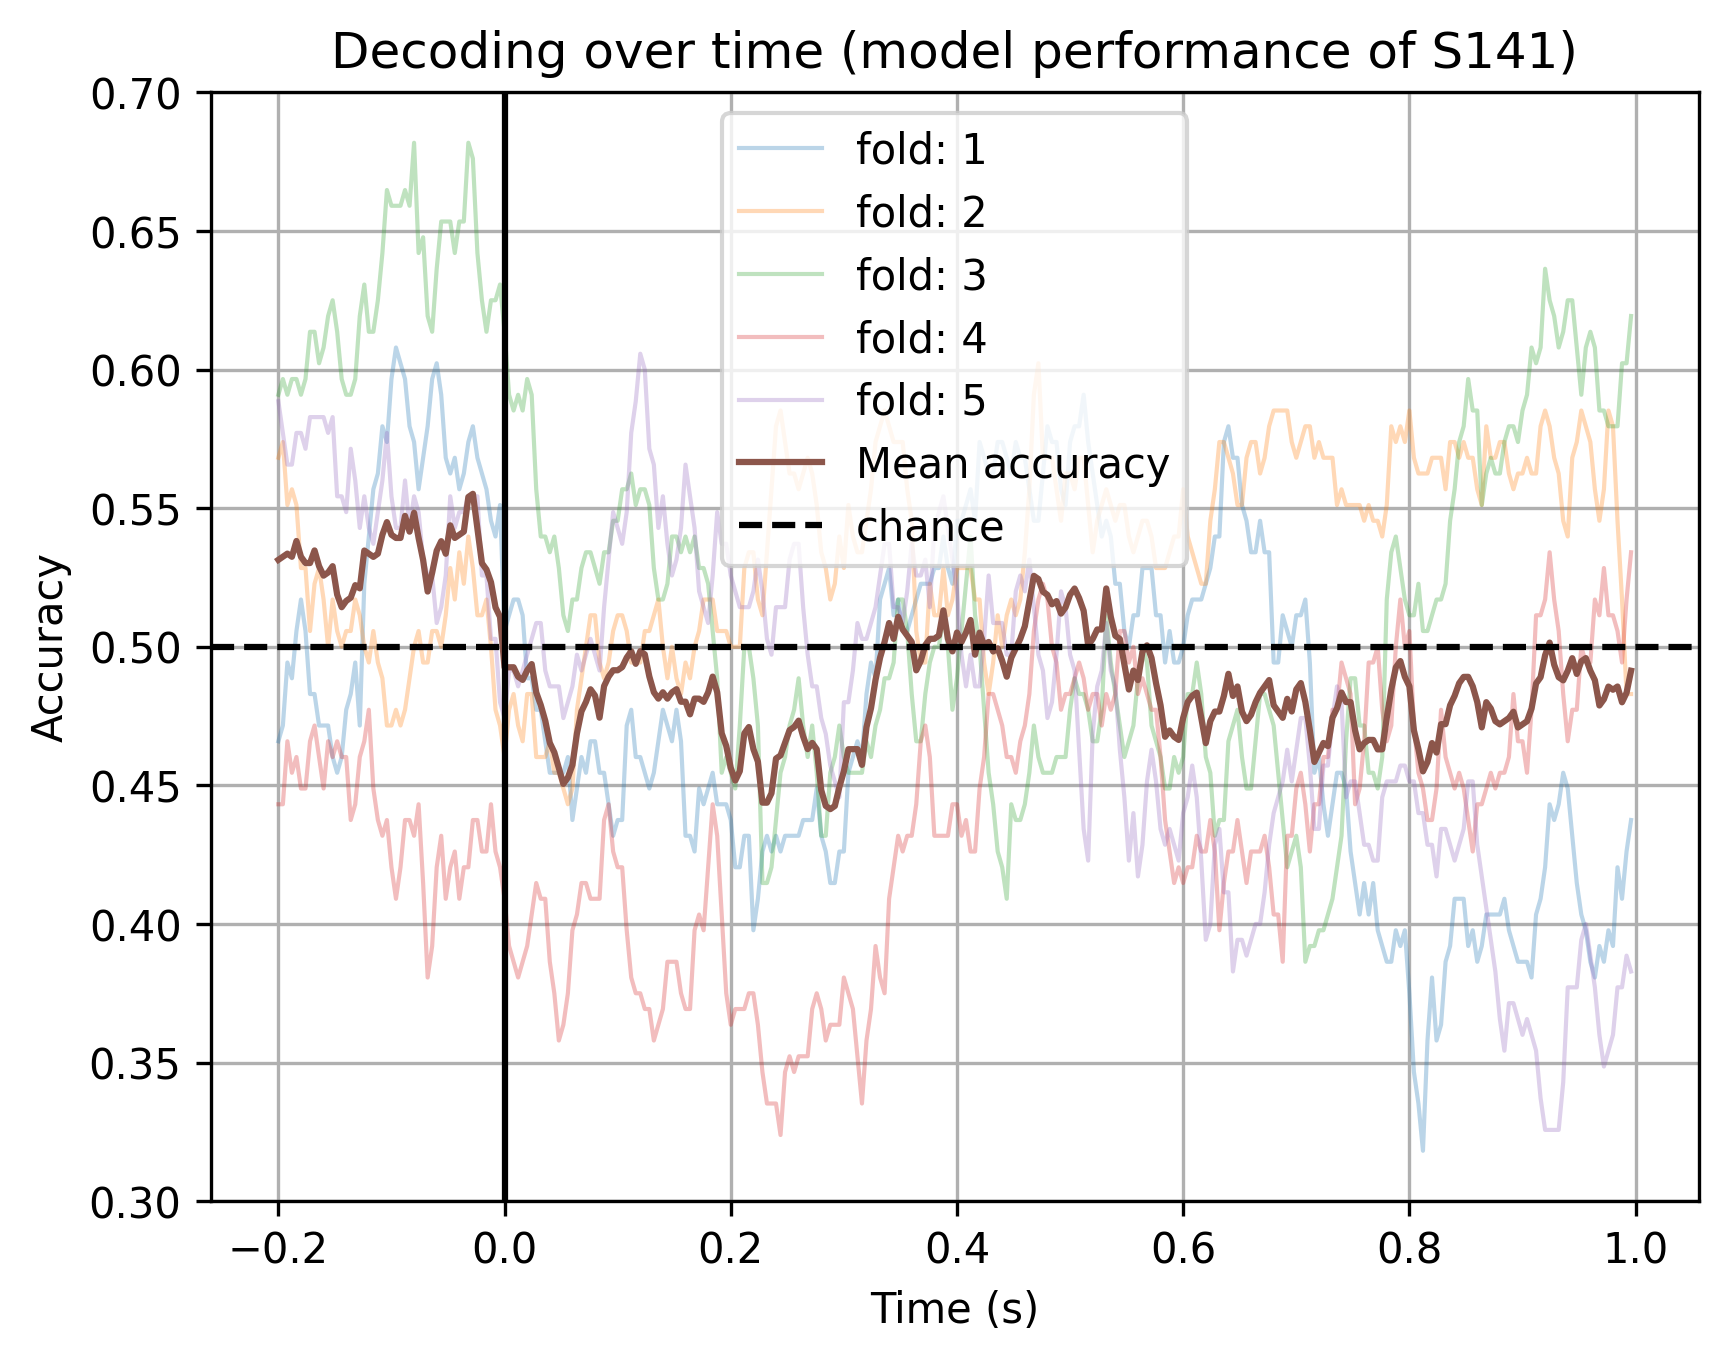 Decoding over time (model performance of S141)
0.70
0.65
0.60
0.55
0.50
0.45
0.40
0.35
0.30
Accuracy
fold: 1
fold: 2
fold: 3
fold: 4
fold: 5
Mean accuracy
chance
−0.2 0.0 0.2 0.4 0.6 0.8 1.0
Time (s)